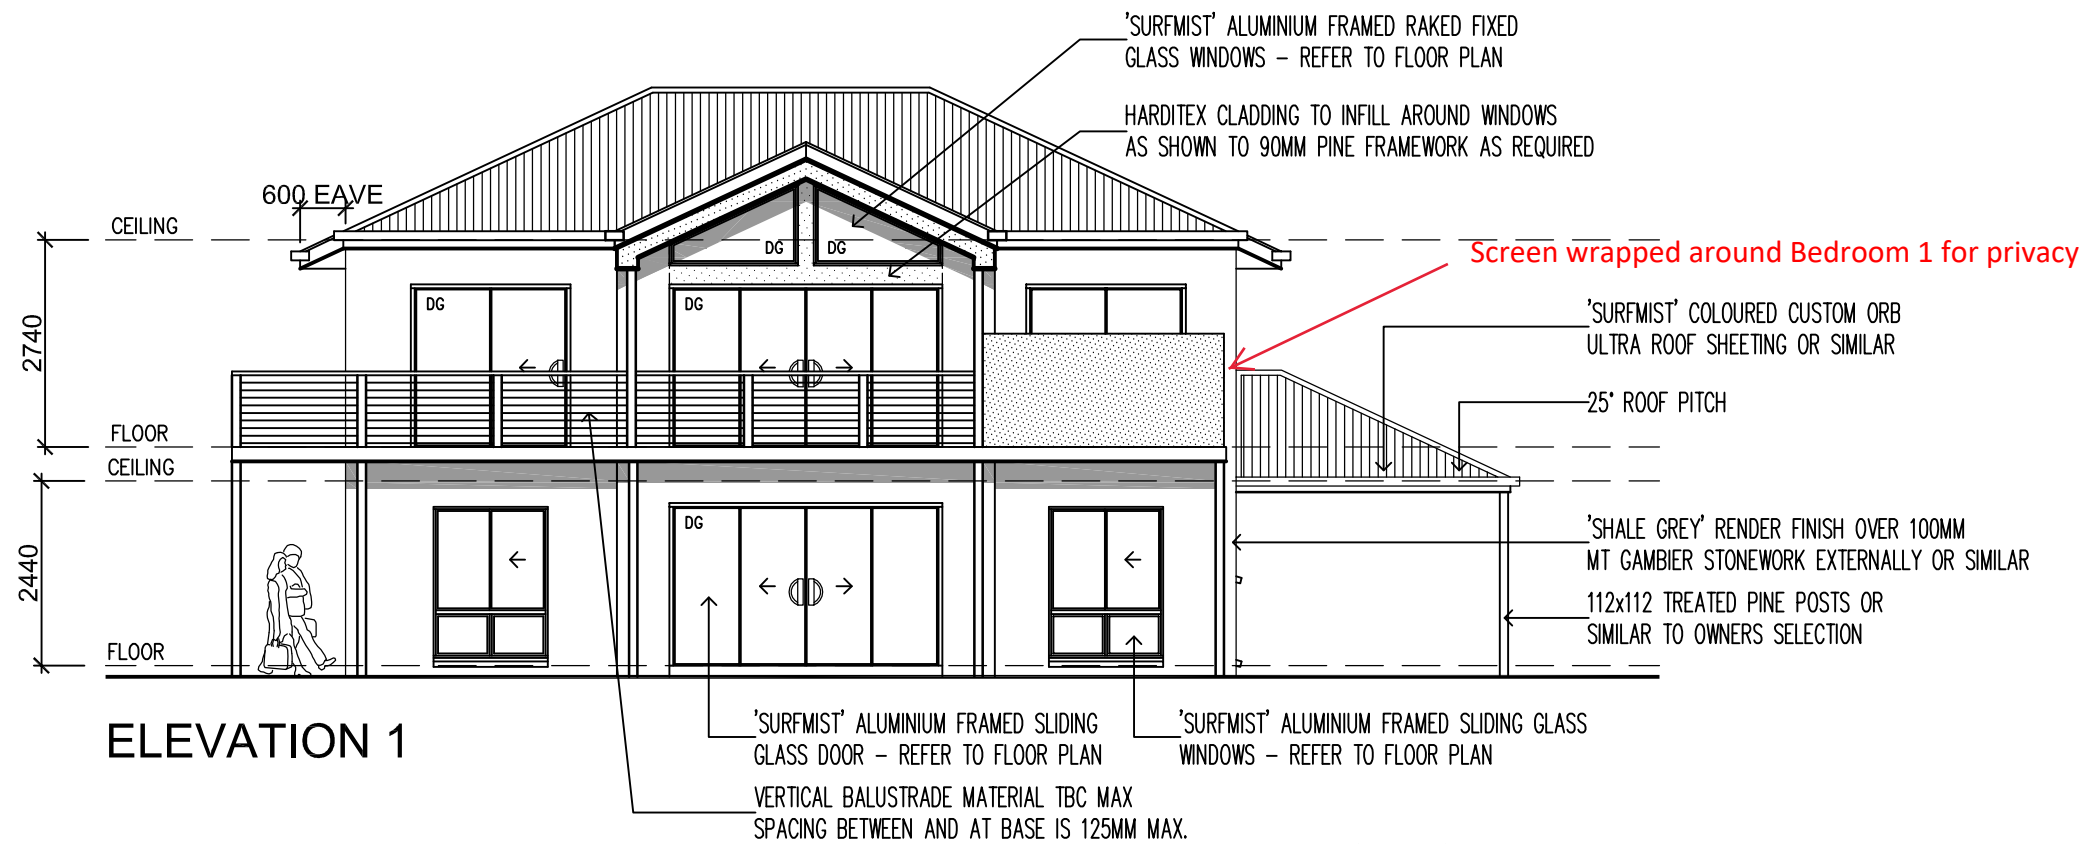 'SURFMIST' ALUMINIUM FRAMED RAKED FIXED
GLASS WINDOWS – REFER TO FLOOR PLAN
HARDITEX CLADDING TO INFILL AROUND WINDOWS
AS SHOWN TO 90MM PINE FRAMEWORK AS REQUIRED
600 EAVE
CEILING
DG
DG
Screen wrapped around Bedroom 1 for privacy
DG
DG
'SURFMIST' COLOURED CUSTOM ORB
ULTRA ROOF SHEETING OR SIMILAR
2740
25° ROOF PITCH
FLOOR
CEILING
DG
'SHALE GREY' RENDER FINISH OVER 100MM
MT GAMBIER STONEWORK EXTERNALLY OR SIMILAR
2440
112x112 TREATED PINE POSTS OR
SIMILAR TO OWNERS SELECTION
FLOOR
ELEVATION 1
'SURFMIST' ALUMINIUM FRAMED SLIDING
GLASS DOOR – REFER TO FLOOR PLAN
'SURFMIST' ALUMINIUM FRAMED SLIDING GLASS
WINDOWS – REFER TO FLOOR PLAN
VERTICAL BALUSTRADE MATERIAL TBC MAX
SPACING BETWEEN AND AT BASE IS 125MM MAX.